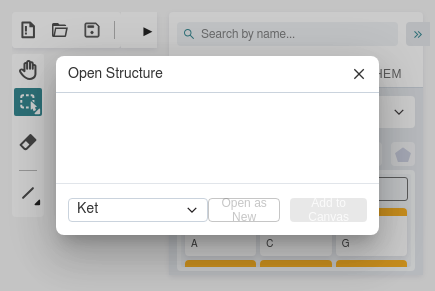 Search by name...
Open Structure
HEM
Ket
Open as
New
Add to
Canvas
A
C
G